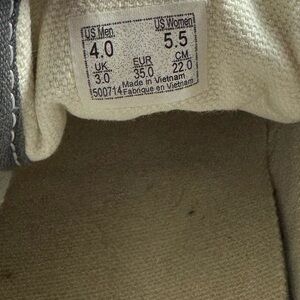 US Men US Women
4.0 5.5
UK EUR CM
3.0 35.0 22.0
500714 Made in Vietnam
Fabriqué en Vietnam